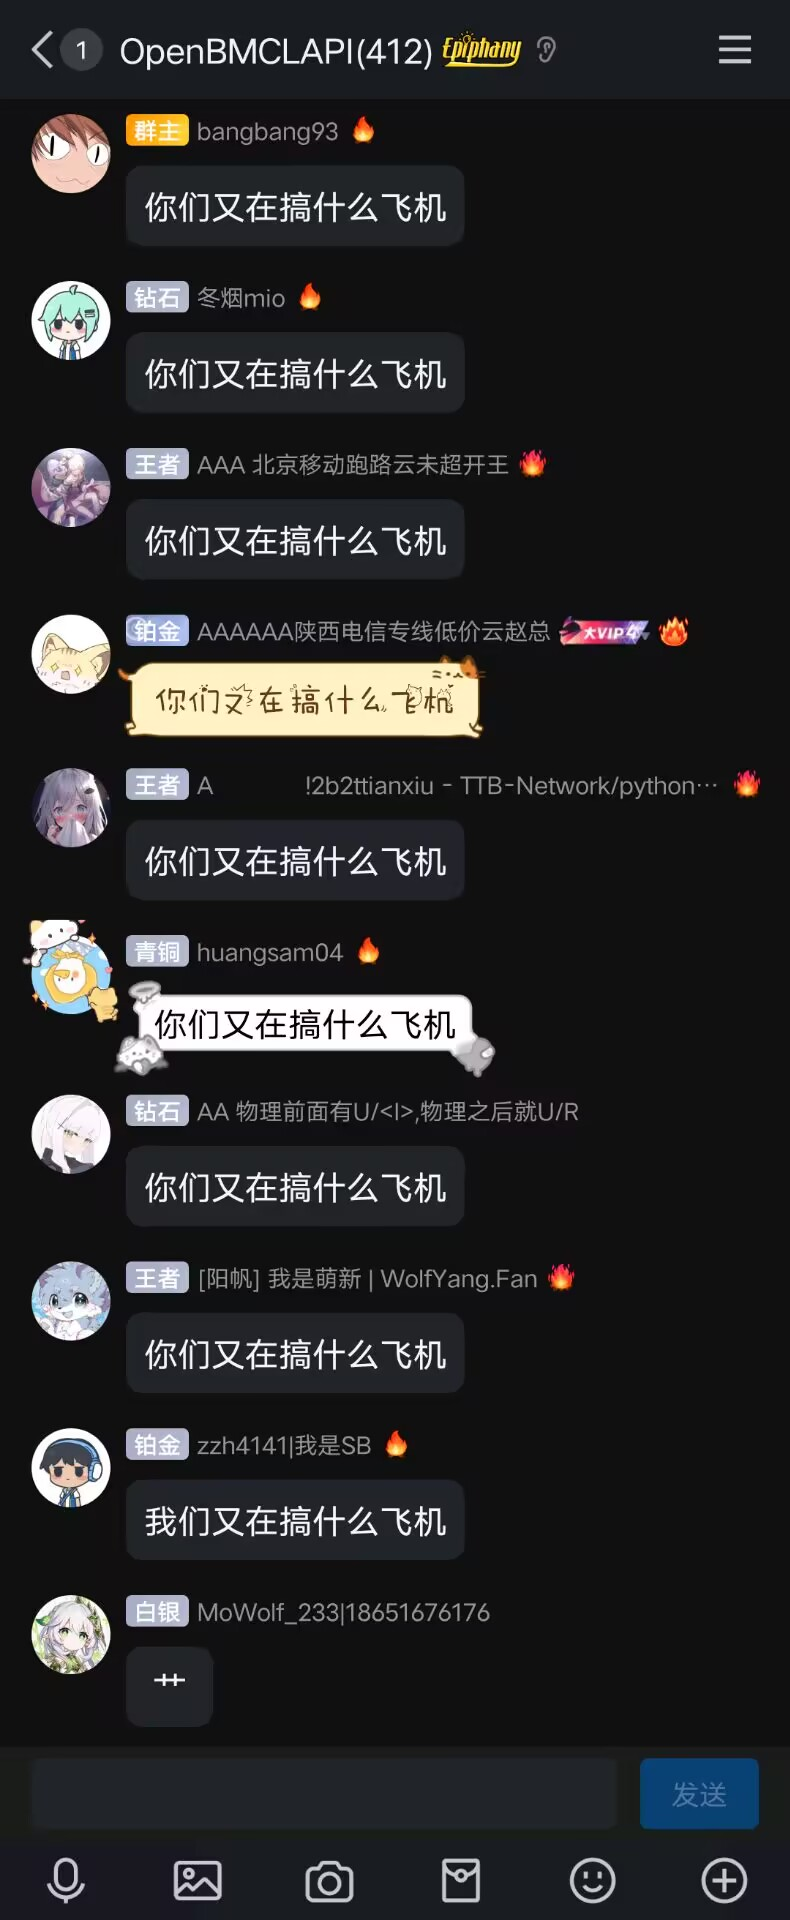 1 OpenBMCLAPI(412) Epiphany
群主 bangbang93
你们又在搞什么飞机
钻石 冬烟mio
你们又在搞什么飞机
王者 AAA 北京移动跑路云未超开王
你们又在搞什么飞机
铂金 AAAAAA陕西电信专线低价云赵总 大VIP
你们又在搞什么飞机
王者 A !2b2ttianxiu - TTB-Network/python…
你们又在搞什么飞机
青铜 huangsam04
你们又在搞什么飞机
钻石 AA 物理前面有U/<I>,物理之后就U/R
你们又在搞什么飞机
王者 [阳帆] 我是萌新 | WolfYang.Fan
你们又在搞什么飞机
铂金 zzh4141|我是SB
我们又在搞什么飞机
白银 MoWolf_233|18651676176
艹
发送